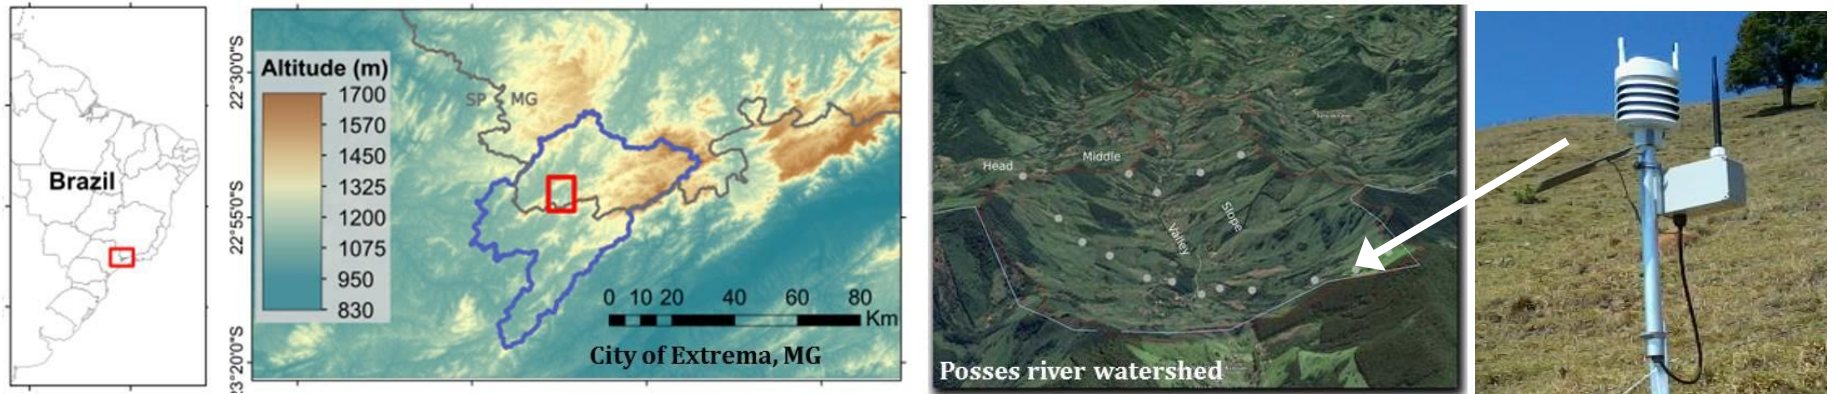 Brazil
22°30'0"S
22°55'0"S
23°20'0"S
Altitude (m)
1700
1570
1450
1325
1200
1075
950
830
SP MG
0 10 20 40 60 80
Km
City of Extrema, MG
Head
Middle
Slope
Valley
Posses river watershed